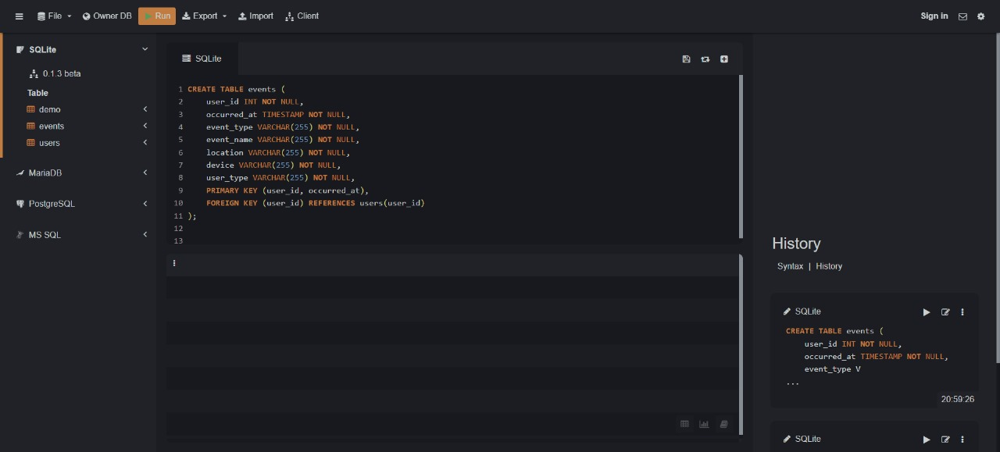 File Owner DB Run Export Import Client Sign in
SQLite
0.1.3 beta
Table
demo
events
users
MariaDB
PostgreSQL
MS SQL
SQLite
1 CREATE TABLE events (
2 user_id INT NOT NULL,
3 occurred_at TIMESTAMP NOT NULL,
4 event_type VARCHAR(255) NOT NULL,
5 event_name VARCHAR(255) NOT NULL,
6 location VARCHAR(255) NOT NULL,
7 device VARCHAR(255) NOT NULL,
8 user_type VARCHAR(255) NOT NULL,
9 PRIMARY KEY (user_id, occurred_at),
10 FOREIGN KEY (user_id) REFERENCES users(user_id)
11 );
12
13
History
Syntax | History
SQLite
CREATE TABLE events (
user_id INT NOT NULL,
occurred_at TIMESTAMP NOT NULL,
event_type V
...
20:59:26
SQLite